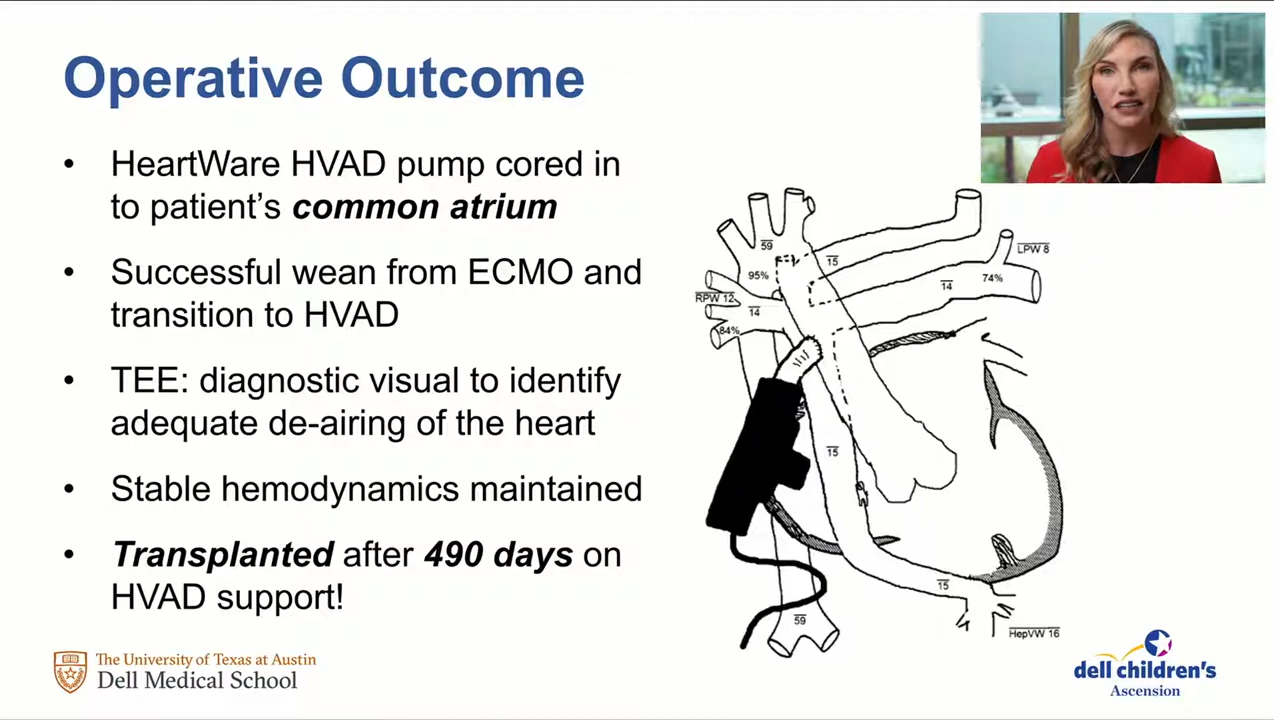 Operative Outcome
• HeartWare HVAD pump cored in
to patient's common atrium
• Successful wean from ECMO and
transition to HVAD
• TEE: diagnostic visual to identify
adequate de-airing of the heart
• Stable hemodynamics maintained
• Transplanted after 490 days on
HVAD support!
59
15
LPW 8
95%
74%
14
RPW 12
14
84%
15
15
59
HepVW 16
The University of Texas at Austin
Dell Medical School
dell children's
Ascension